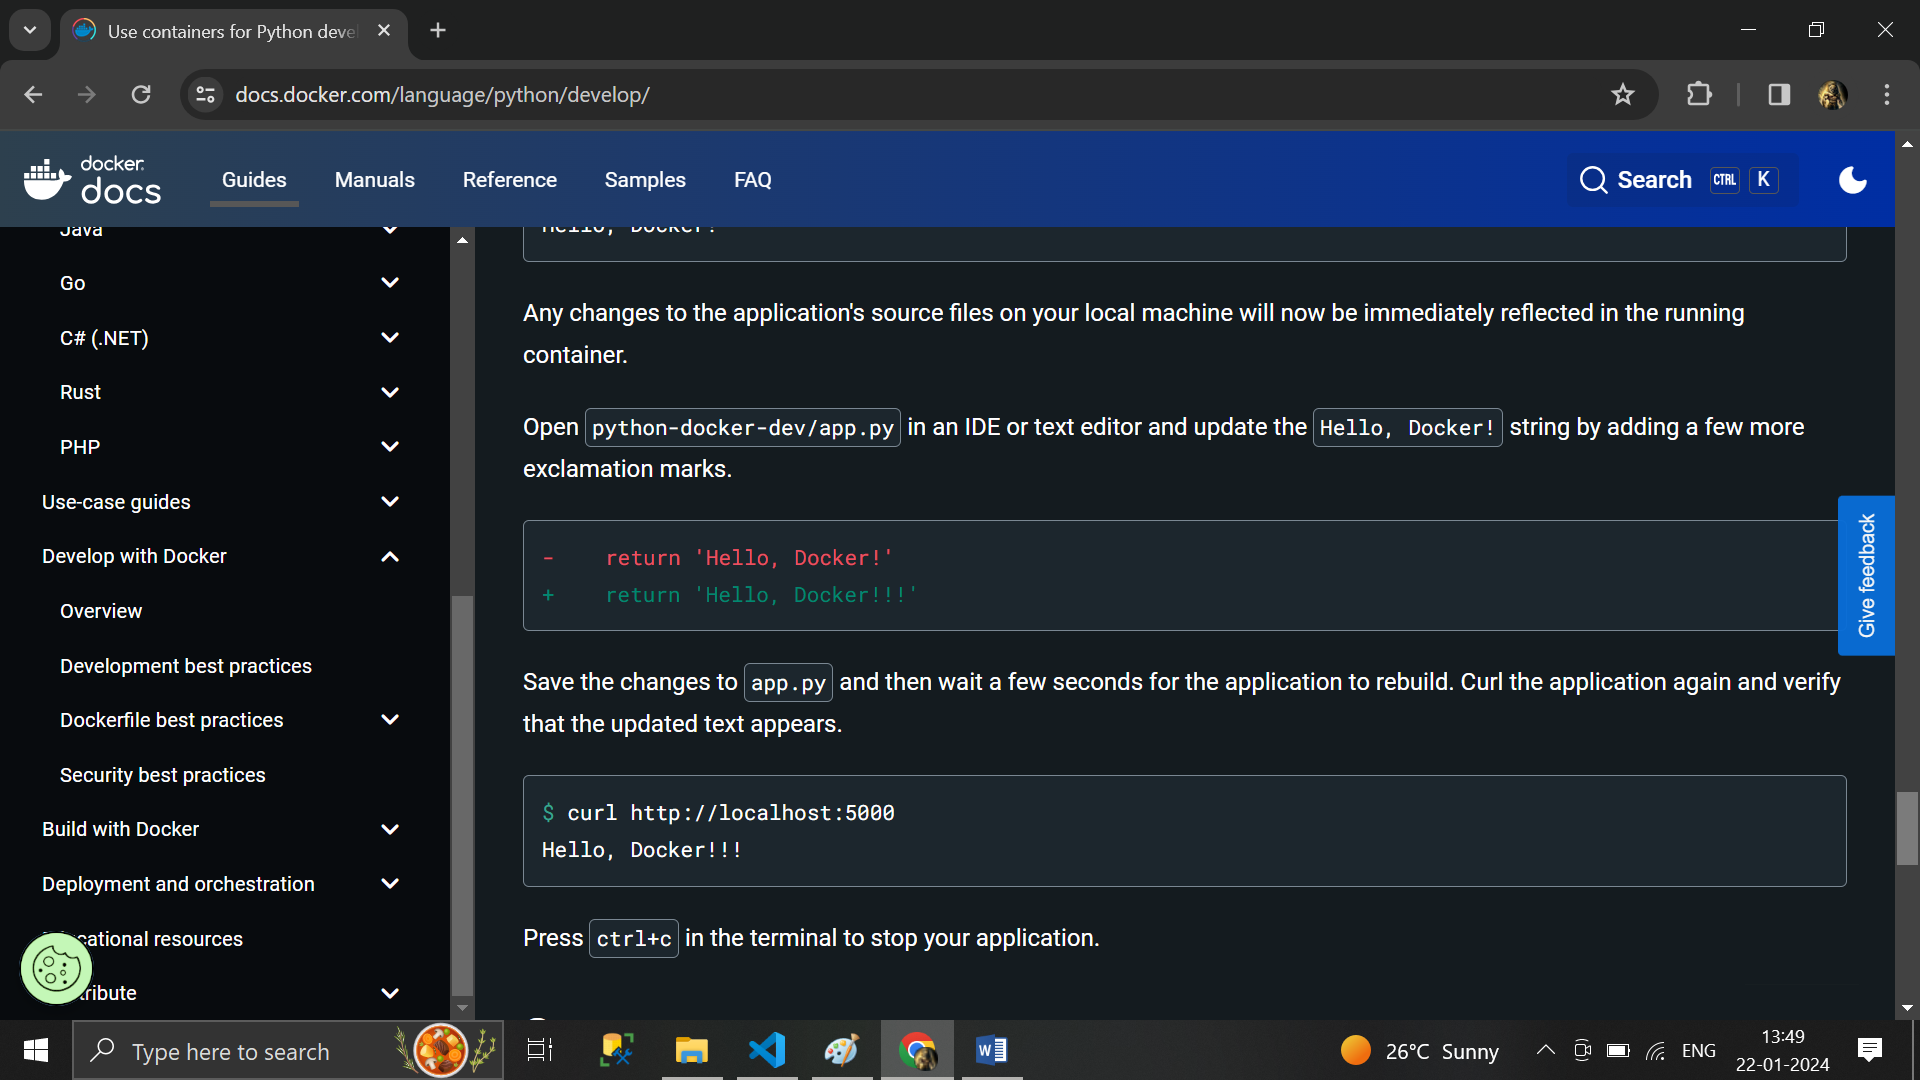 Use containers for Python deve
docs.docker.com/language/python/develop/
docker
docs
Guides
Manuals
Reference
Samples
FAQ
Search
CTRL
K
Java
Go
C# (.NET)
Rust
PHP
Use-case guides
Develop with Docker
Overview
Development best practices
Dockerfile best practices
Security best practices
Build with Docker
Deployment and orchestration
cational resources
tribute
Hello, Docker!
Any changes to the application's source files on your local machine will now be immediately reflected in the running
container.
Open python-docker-dev/app.py in an IDE or text editor and update the Hello, Docker! string by adding a few more
exclamation marks.
-    return 'Hello, Docker!'
+    return 'Hello, Docker!!!'
Save the changes to app.py and then wait a few seconds for the application to rebuild. Curl the application again and verify
that the updated text appears.
$ curl http://localhost:5000
Hello, Docker!!!
Press ctrl+c in the terminal to stop your application.
Give feedback
Type here to search
26°C Sunny
ENG
13:49
22-01-2024